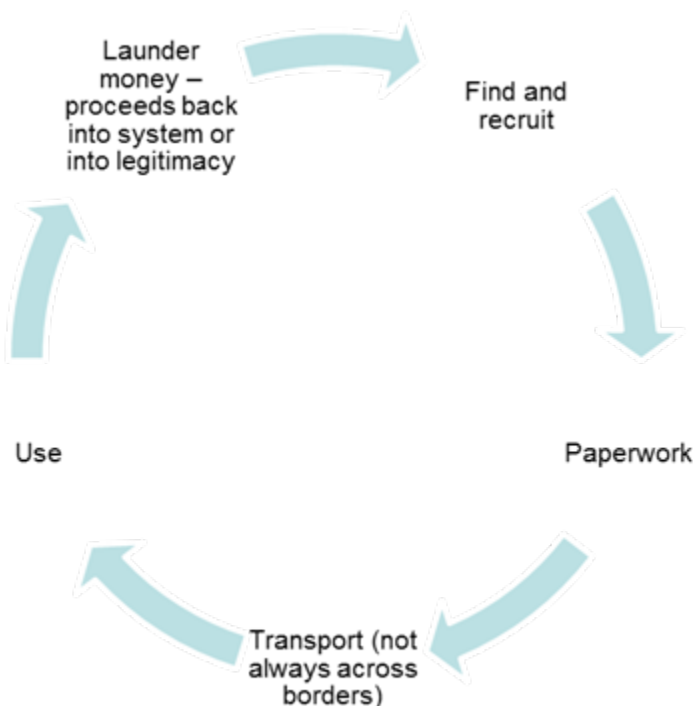 Launder
money –
proceeds back
into system or
into legitimacy
Find and
recruit
Paperwork
Transport (not
always across
borders)
Use